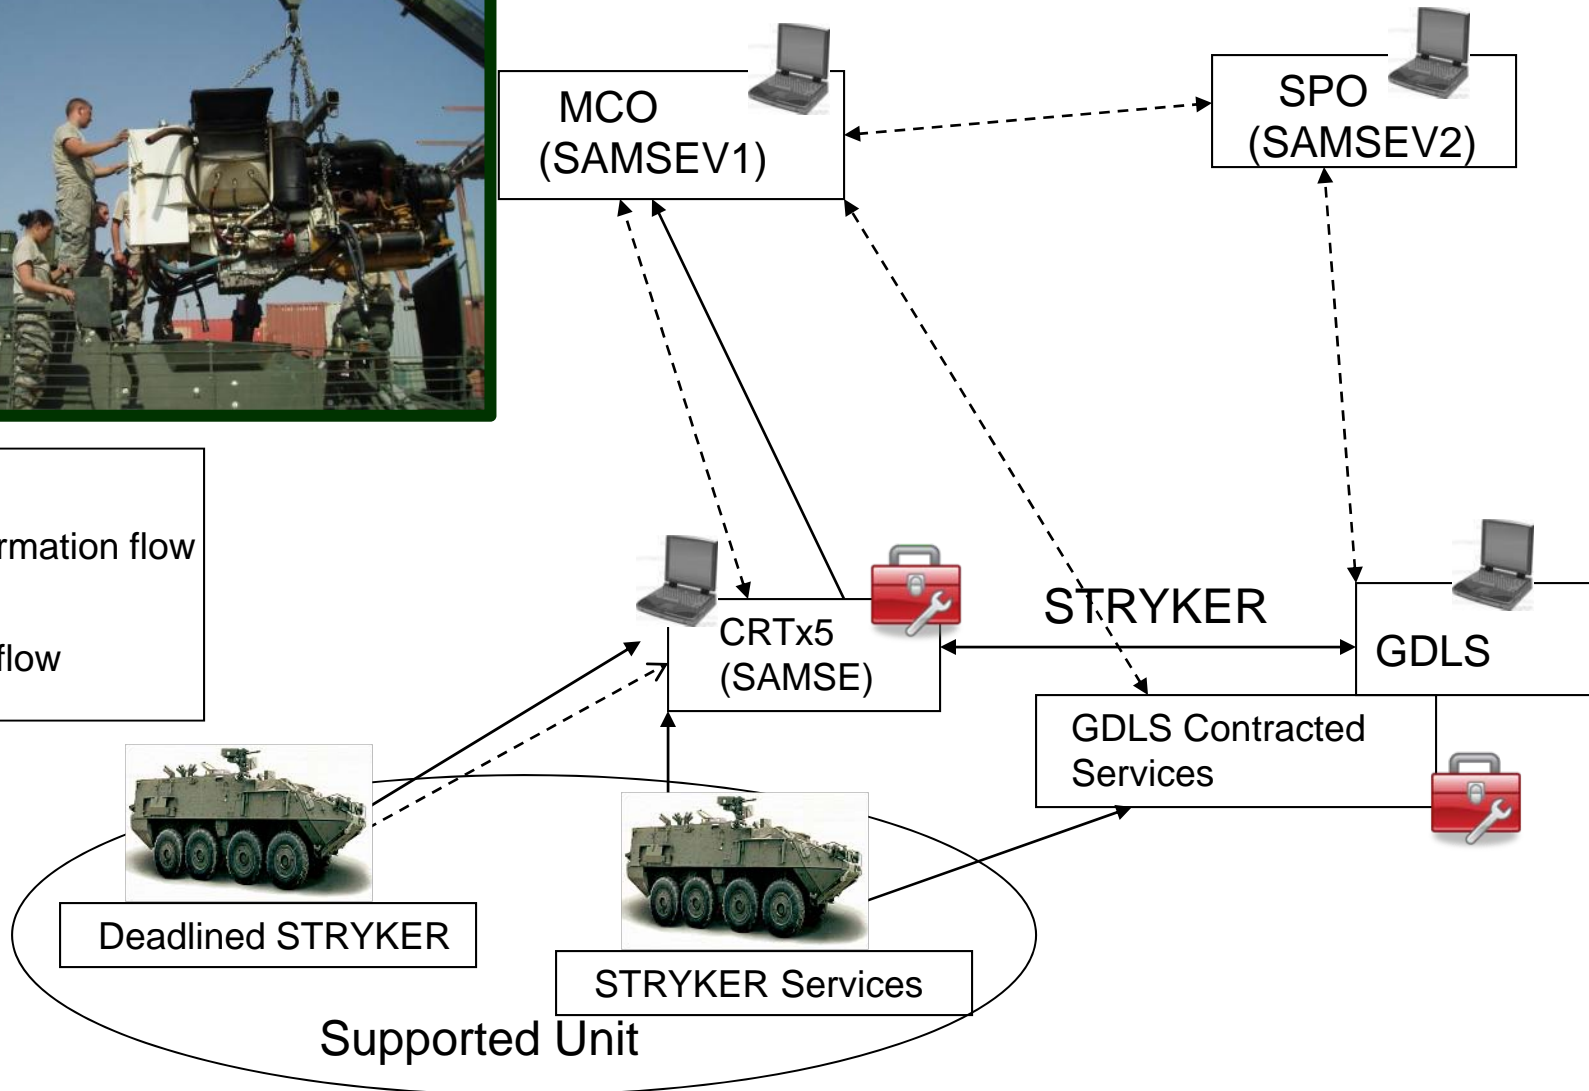 MCO
(SAMSEV1)
SPO
(SAMSEV2)
rmation flow
flow
CRTx5
(SAMSE)
STRYKER
GDLS
GDLS Contracted
Services
Deadlined STRYKER
STRYKER Services
Supported Unit